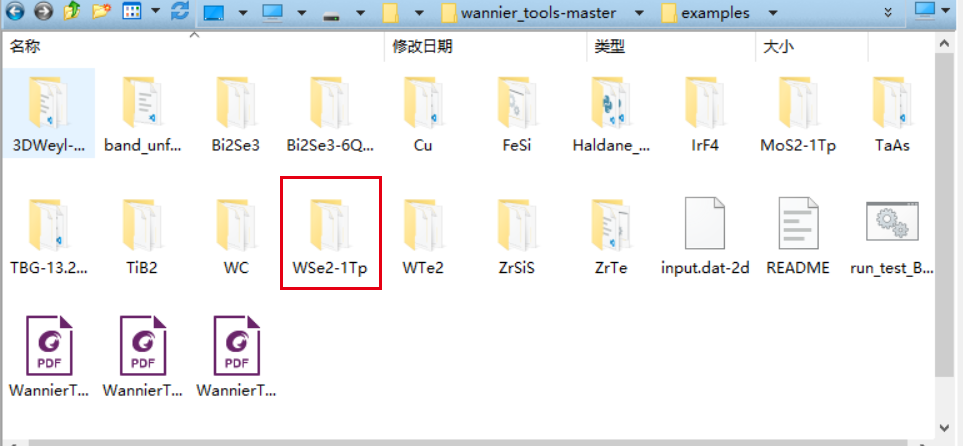 wannier_tools-master examples
名称 修改日期 类型 大小
3DWeyl-... band_unf... Bi2Se3 Bi2Se3-6Q... Cu FeSi Haldane_... IrF4 MoS2-1Tp TaAs
TBG-13.2... TiB2 WC WSe2-1Tp WTe2 ZrSiS ZrTe input.dat-2d README run_test_B...
PDF PDF PDF
WannierT... WannierT... WannierT...